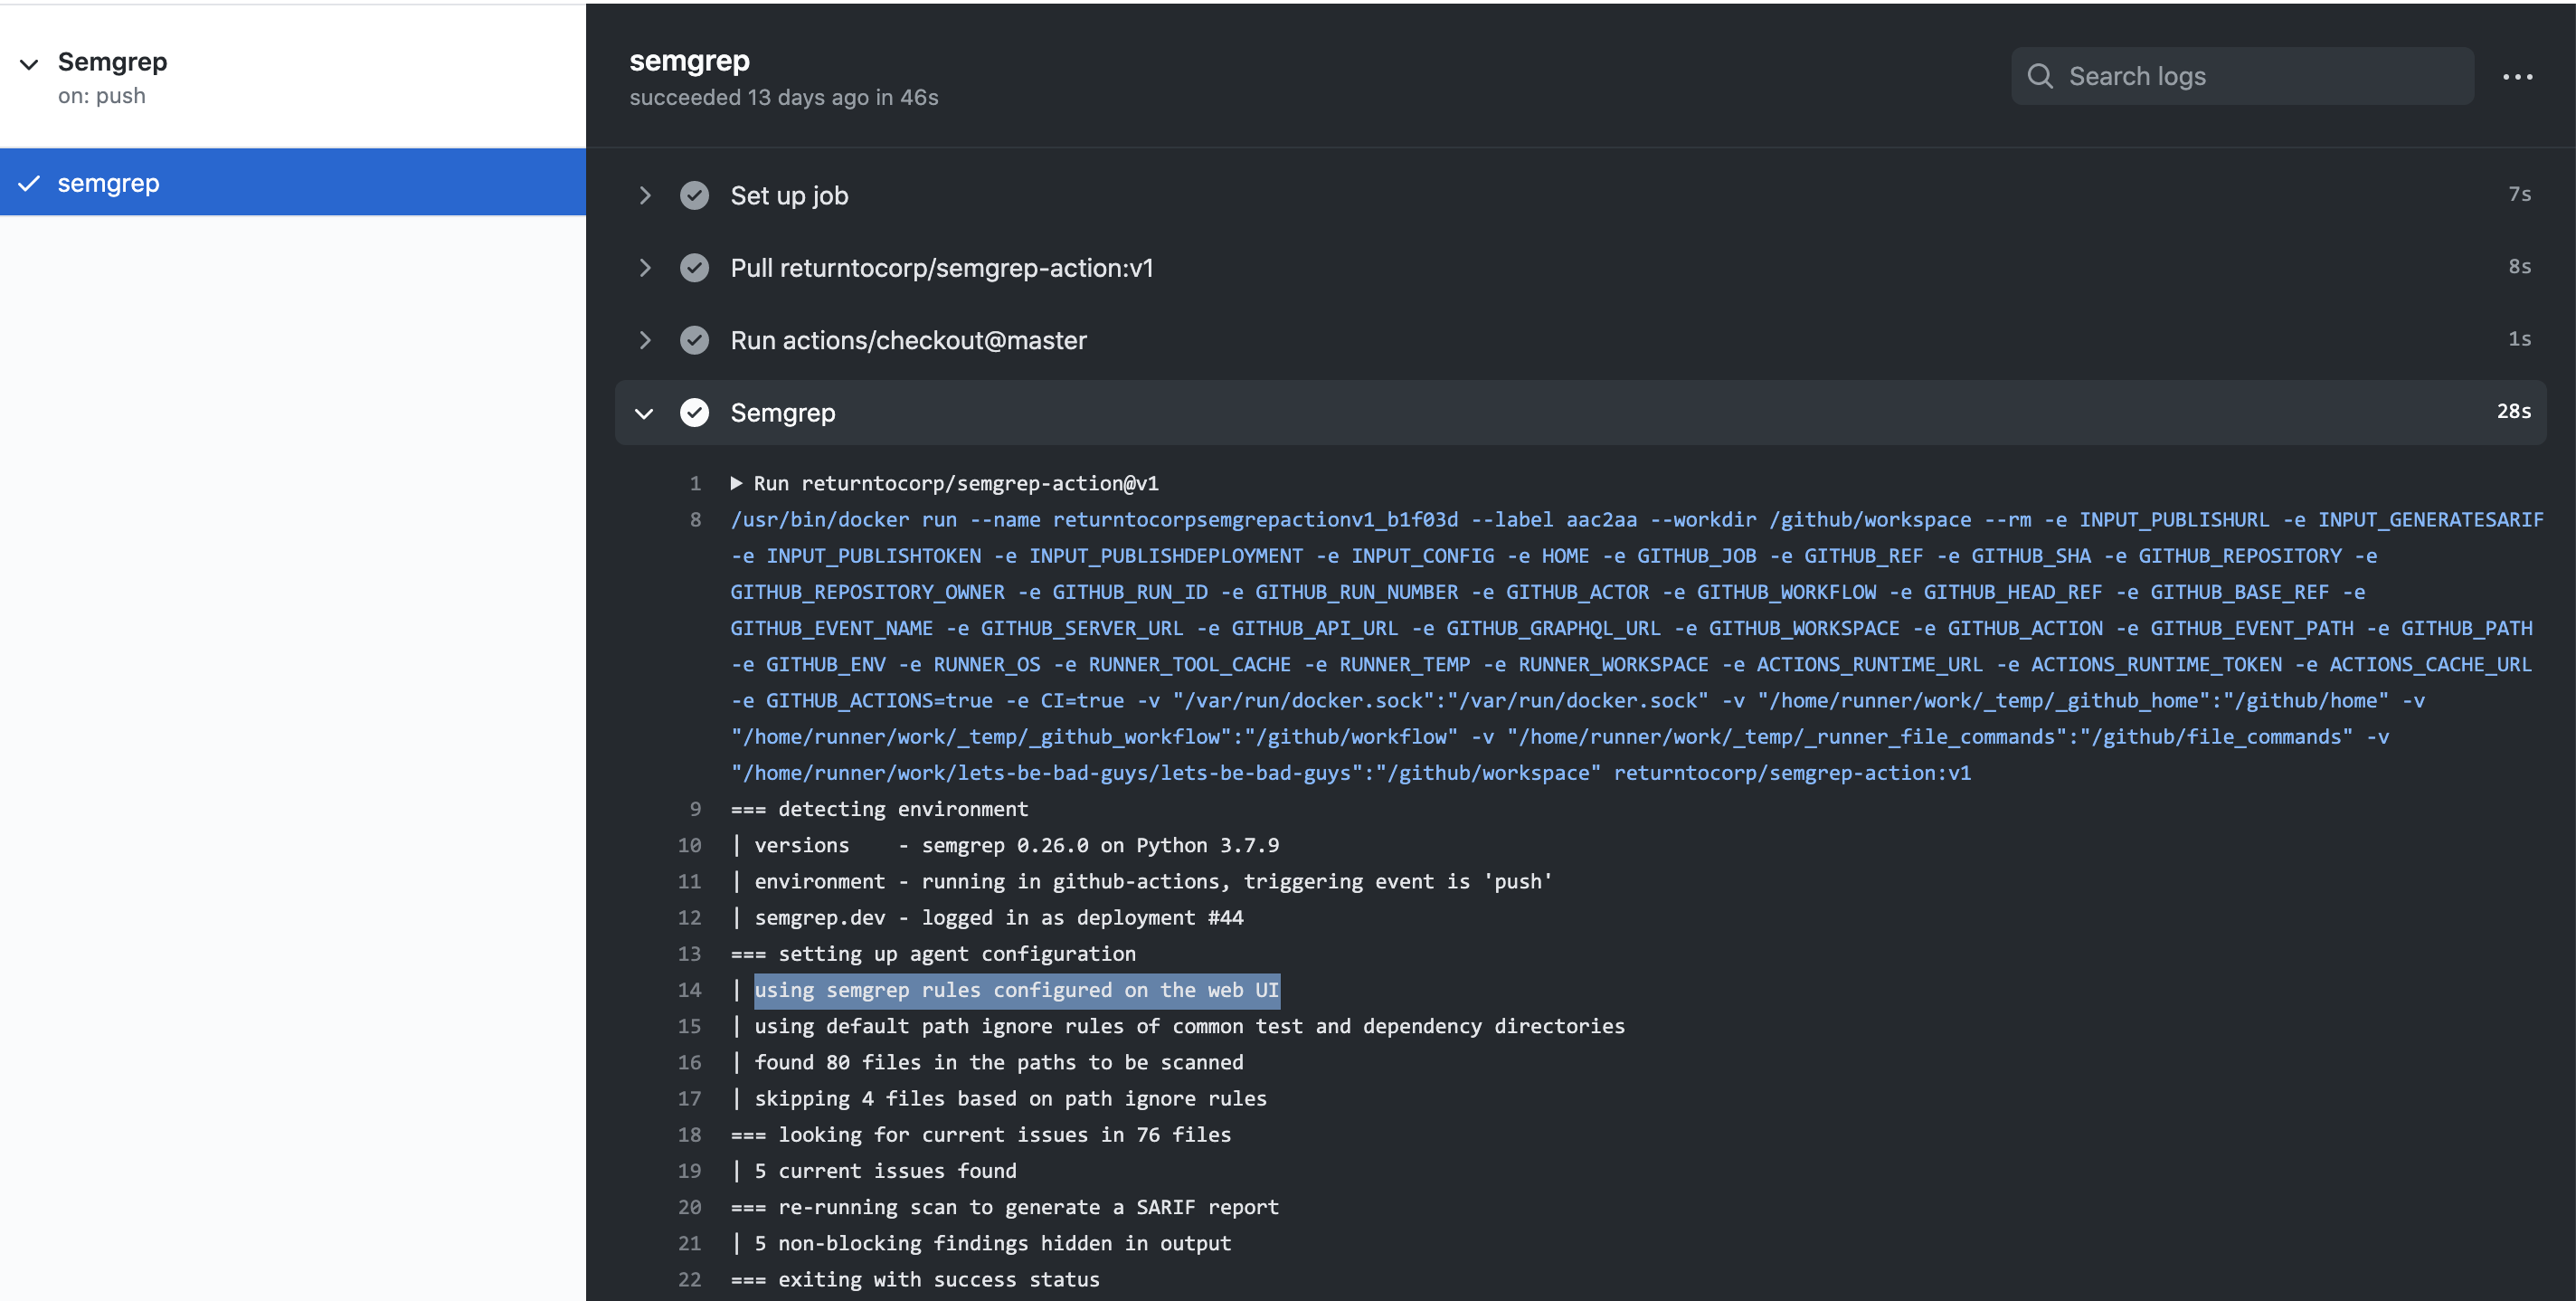 Semgrep
on: push
semgrep
semgrep
succeeded 13 days ago in 46s
Search logs
Set up job 7s
Pull returntocorp/semgrep-action:v1 8s
Run actions/checkout@master 1s
Semgrep 28s
1 Run returntocorp/semgrep-action@v1
8 /usr/bin/docker run --name returntocorpsemgrepactionv1_b1f03d --label aac2aa --workdir /github/workspace --rm -e INPUT_PUBLISHURL -e INPUT_GENERATESARIF
-e INPUT_PUBLISHTOKEN -e INPUT_PUBLISHDEPLOYMENT -e INPUT_CONFIG -e HOME -e GITHUB_JOB -e GITHUB_REF -e GITHUB_SHA -e GITHUB_REPOSITORY -e
GITHUB_REPOSITORY_OWNER -e GITHUB_RUN_ID -e GITHUB_RUN_NUMBER -e GITHUB_ACTOR -e GITHUB_WORKFLOW -e GITHUB_HEAD_REF -e GITHUB_BASE_REF -e
GITHUB_EVENT_NAME -e GITHUB_SERVER_URL -e GITHUB_API_URL -e GITHUB_GRAPHQL_URL -e GITHUB_WORKSPACE -e GITHUB_ACTION -e GITHUB_EVENT_PATH -e GITHUB_PATH
-e GITHUB_ENV -e RUNNER_OS -e RUNNER_TOOL_CACHE -e RUNNER_TEMP -e RUNNER_WORKSPACE -e ACTIONS_RUNTIME_URL -e ACTIONS_RUNTIME_TOKEN -e ACTIONS_CACHE_URL
-e GITHUB_ACTIONS=true -e CI=true -v "/var/run/docker.sock":"/var/run/docker.sock" -v "/home/runner/work/_temp/_github_home":"/github/home" -v
"/home/runner/work/_temp/_github_workflow":"/github/workflow" -v "/home/runner/work/_temp/_runner_file_commands":"/github/file_commands" -v
"/home/runner/work/lets-be-bad-guys/lets-be-bad-guys":"/github/workspace" returntocorp/semgrep-action:v1
9 === detecting environment
10 | versions    - semgrep 0.26.0 on Python 3.7.9
11 | environment - running in github-actions, triggering event is 'push'
12 | semgrep.dev - logged in as deployment #44
13 === setting up agent configuration
14 | using semgrep rules configured on the web UI
15 | using default path ignore rules of common test and dependency directories
16 | found 80 files in the paths to be scanned
17 | skipping 4 files based on path ignore rules
18 === looking for current issues in 76 files
19 | 5 current issues found
20 === re-running scan to generate a SARIF report
21 | 5 non-blocking findings hidden in output
22 === exiting with success status